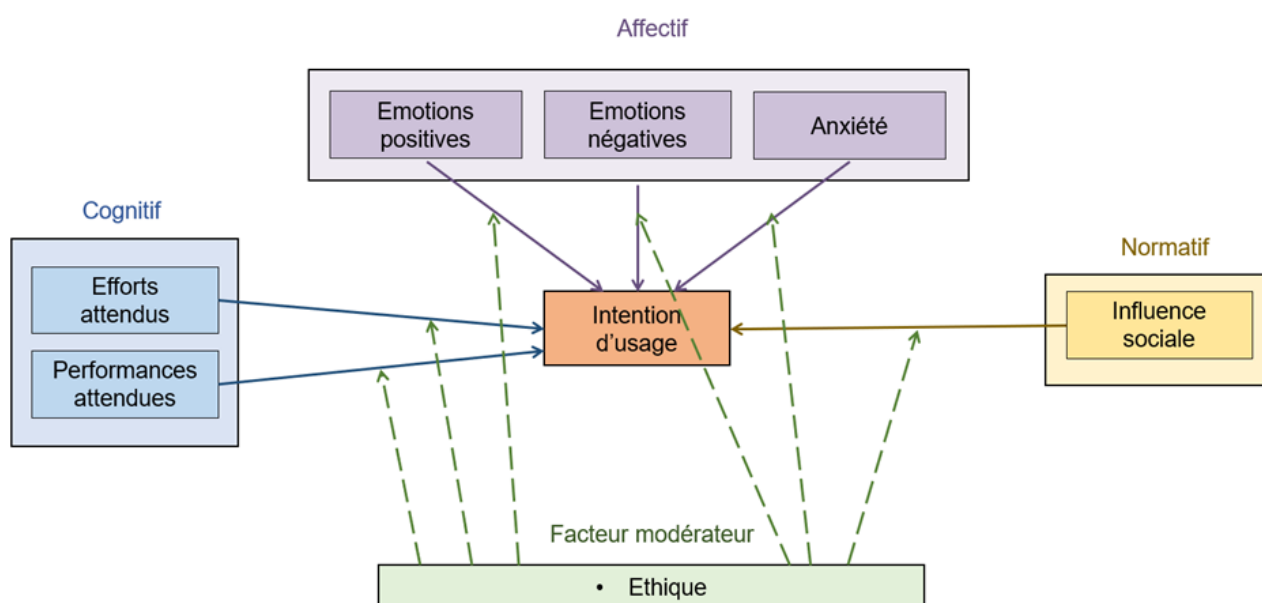 Affectif
Emotions
positives
Emotions
négatives
Anxiété
Cognitif
Efforts
attendus
Performances
attendues
Intention
d'usage
Normatif
Influence
sociale
Facteur modérateur
• Ethique